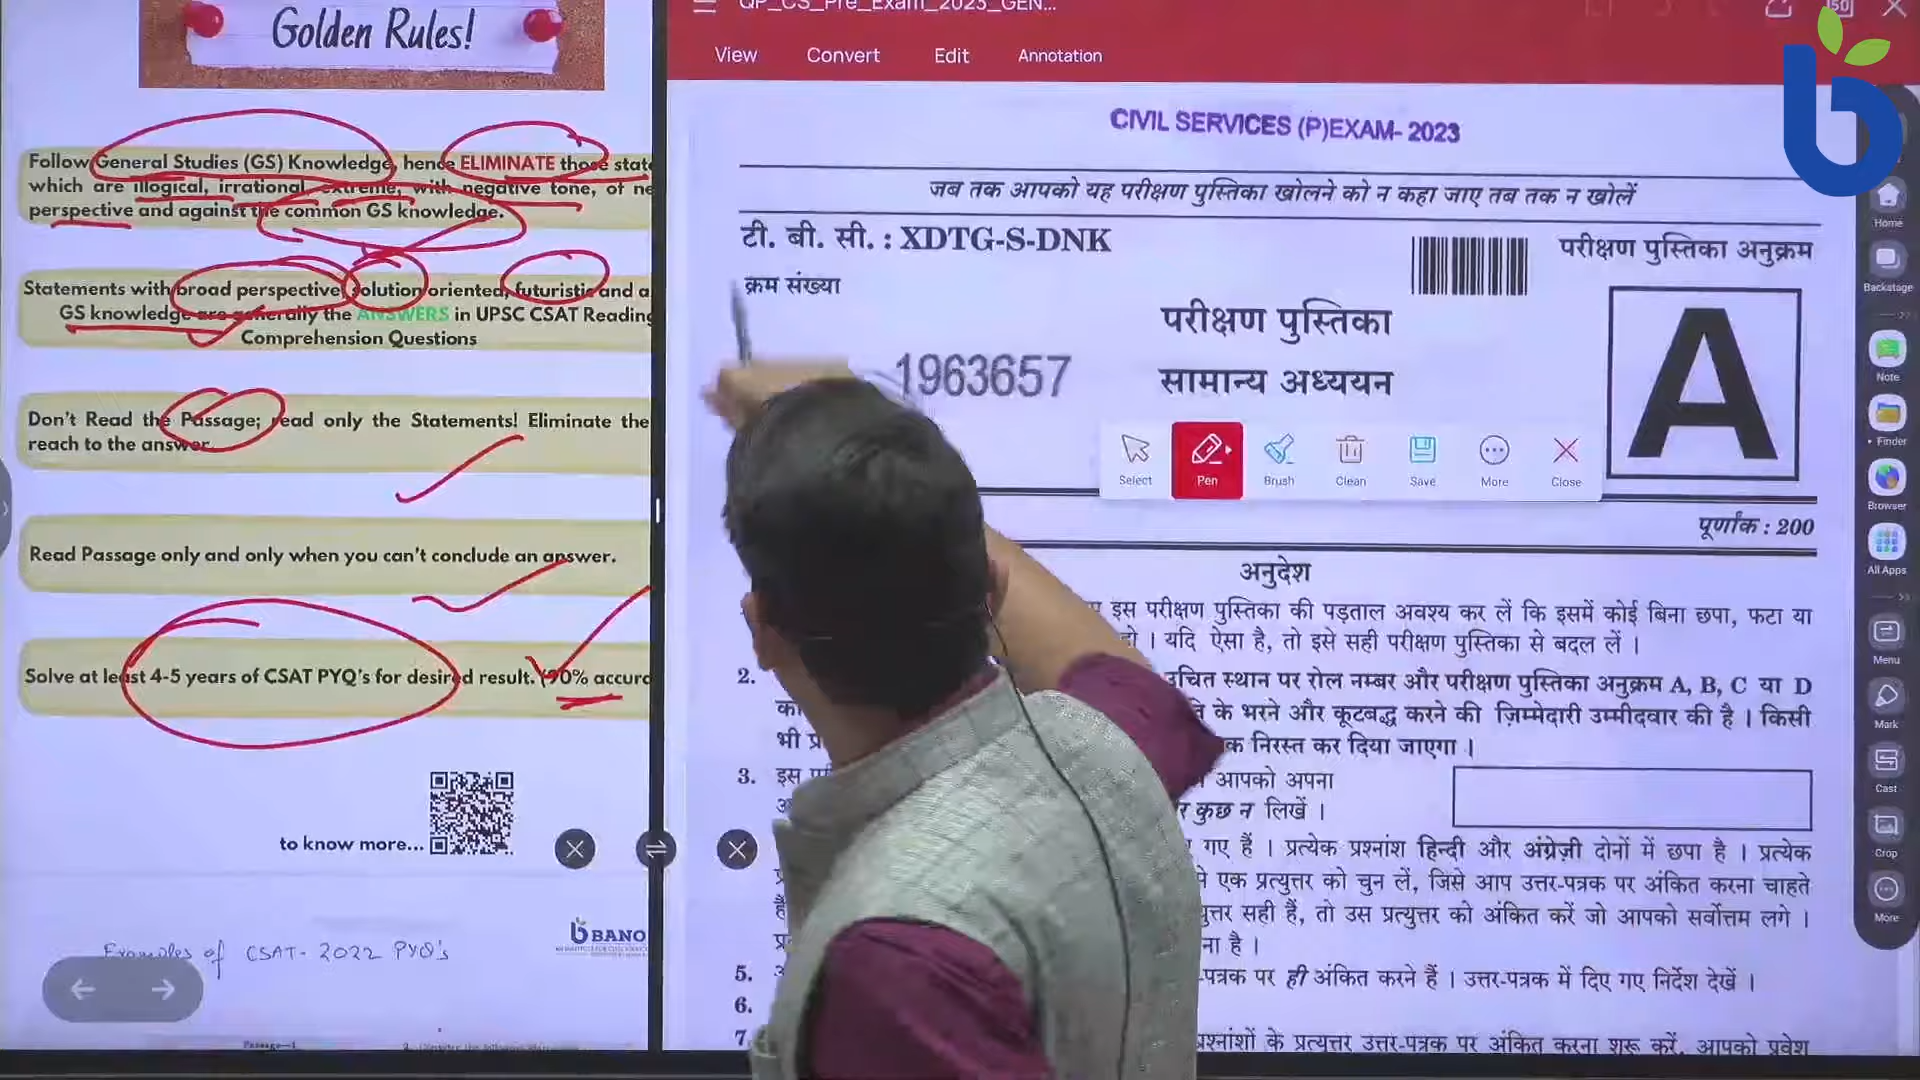 Golden Rules!
Follow General Studies (GS) Knowledge, hence ELIMINATE those
which are illogical, irrational, extreme, with negative tone, of
perspective and against the common GS knowledge.
Statements with broad perspective, solution oriented, futuristic and
GS knowledge are generally the ANSWERS in UPSC CSAT Reading
Comprehension Questions
Don't Read the Passage; read only the Statements! Eliminate the
reach to the answer.
Read Passage only and only when you can't conclude an answer.
Solve at least 4-5 years of CSAT PYQ's for desired result. (90%
to know more...
BANO
Examples of CSAT-2022 PYQ's
Passage—1
QP_CS_Pre_Exam_2023_GEN...
50
View Convert Edit Annotation
CIVIL SERVICES (P)EXAM- 2023
जब तक आपको यह परीक्षण पुस्तिका खोलने को न कहा जाए तब तक न खोलें
टी. बी. सी. : XDTG-S-DNK
परीक्षण पुस्तिका अनुक्रम
क्रम संख्या
परीक्षण पुस्तिका
1963657
सामान्य अध्ययन
A
Select Pen Brush Clean Save More Close
पूर्णांक : 200
अनुदेश
इस परीक्षण पुस्तिका की पड़ताल अवश्य कर लें कि इसमें कोई बिना छपा, फटा या
यदि ऐसा है, तो इसे सही परीक्षण पुस्तिका से बदल लें ।
2. उचित स्थान पर रोल नम्बर और परीक्षण पुस्तिका अनुक्रम A, B, C या D
के भरने और कूटबद्ध करने की ज़िम्मेदारी उम्मीदवार की है । किसी
भी निरस्त कर दिया जाएगा ।
3. इस आपको अपना
कुछ न लिखें ।
गए हैं । प्रत्येक प्रश्नांश हिन्दी और अंग्रेज़ी दोनों में छपा है । प्रत्येक
एक प्रत्युत्तर को चुन लें, जिसे आप उत्तर-पत्रक पर अंकित करना चाहते
सही हैं, तो उस प्रत्युत्तर को अंकित करें जो आपको सर्वोत्तम लगे ।
है ।
5. पर ही अंकित करने हैं । उत्तर-पत्रक में दिए गए निर्देश देखें ।
6.
7. प्रश्नांशों के प्रत्युत्तर उत्तर-पत्रक पर अंकित करना शुरू करें, आपको प्रवेश
Home
Backstage
Note
Finder
Browser
All Apps
Menu
Mark
Cast
Crop
More